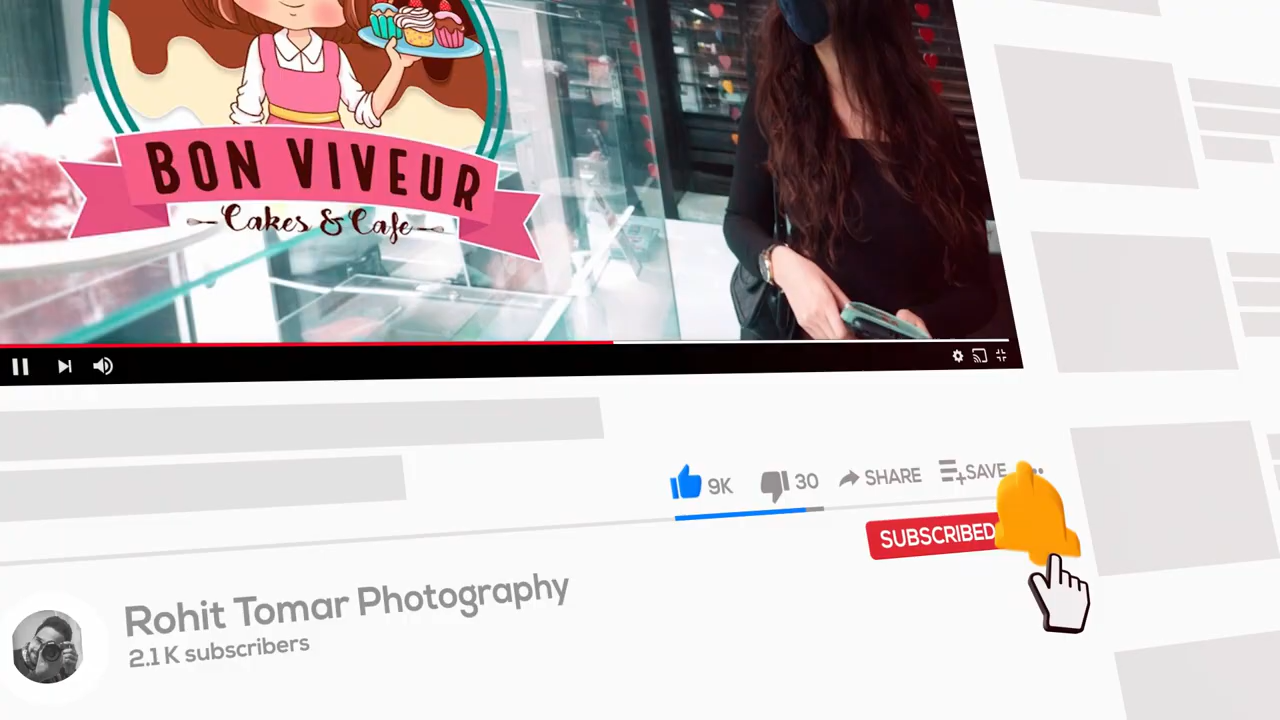 BON VIVEUR
Cakes & Cafe
9K 30 SHARE SAVE
SUBSCRIBED
Rohit Tomar Photography
2.1 K subscribers